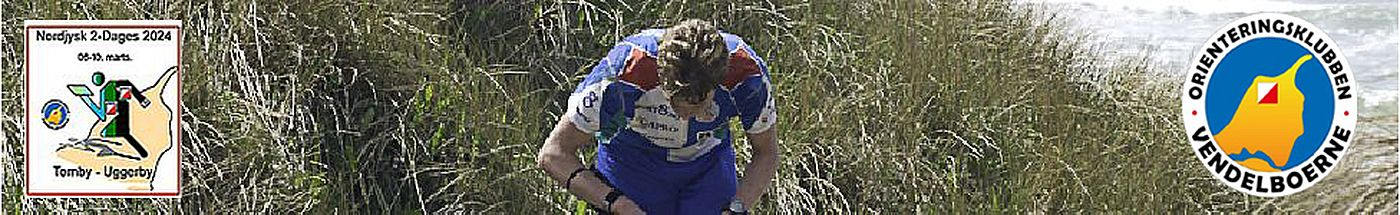 Nordjysk 2-Dages 2024
08-10. marts.
Tornby - Uggerby
ORIENTERINGSKLUBBEN
VENDELBOERNE